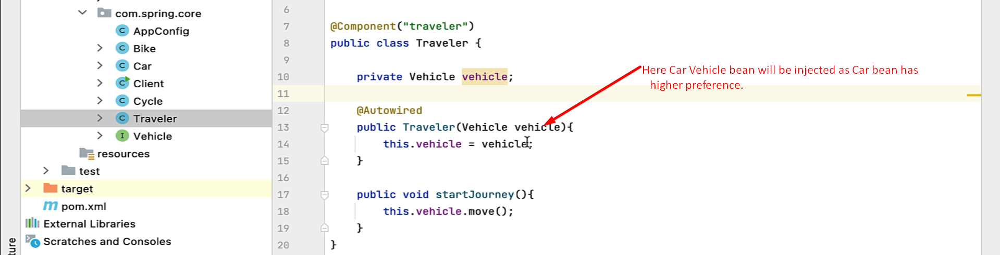 com.spring.core
AppConfig
Bike
Car
Client
Cycle
Traveler
Vehicle
resources
test
target
pom.xml
External Libraries
Scratches and Consoles
6
7 @Component("traveler")
8 public class Traveler {
9
10 private Vehicle vehicle;
11
12 @Autowired
13 public Traveler(Vehicle vehicle){
14 this.vehicle = vehicle;
15 }
16
17 public void startJourney(){
18 this.vehicle.move();
19 }
20 }
Here Car Vehicle bean will be injected as Car bean has
higher preference.